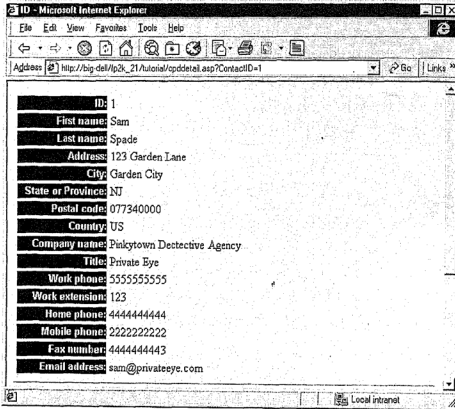 ID - Microsoft Internet Explorer
File Edit View Favorites Tools Help
Address http://big-dell/lp2k_21/tutorial/cpddetail.asp?ContactID=1 Go Links »
ID: 1
First name: Sam
Last name: Spade
Address: 123 Garden Lane
City: Garden City
State or Province: NJ
Postal code: 077340000
Country: US
Company name: Pinkytown Dectective Agency
Title: Private Eye
Work phone: 5555555555
Work extension: 123
Home phone: 4444444444
Mobile phone: 2222222222
Fax number: 4444444443
Email address: sam@privateeye.com
Local intranet